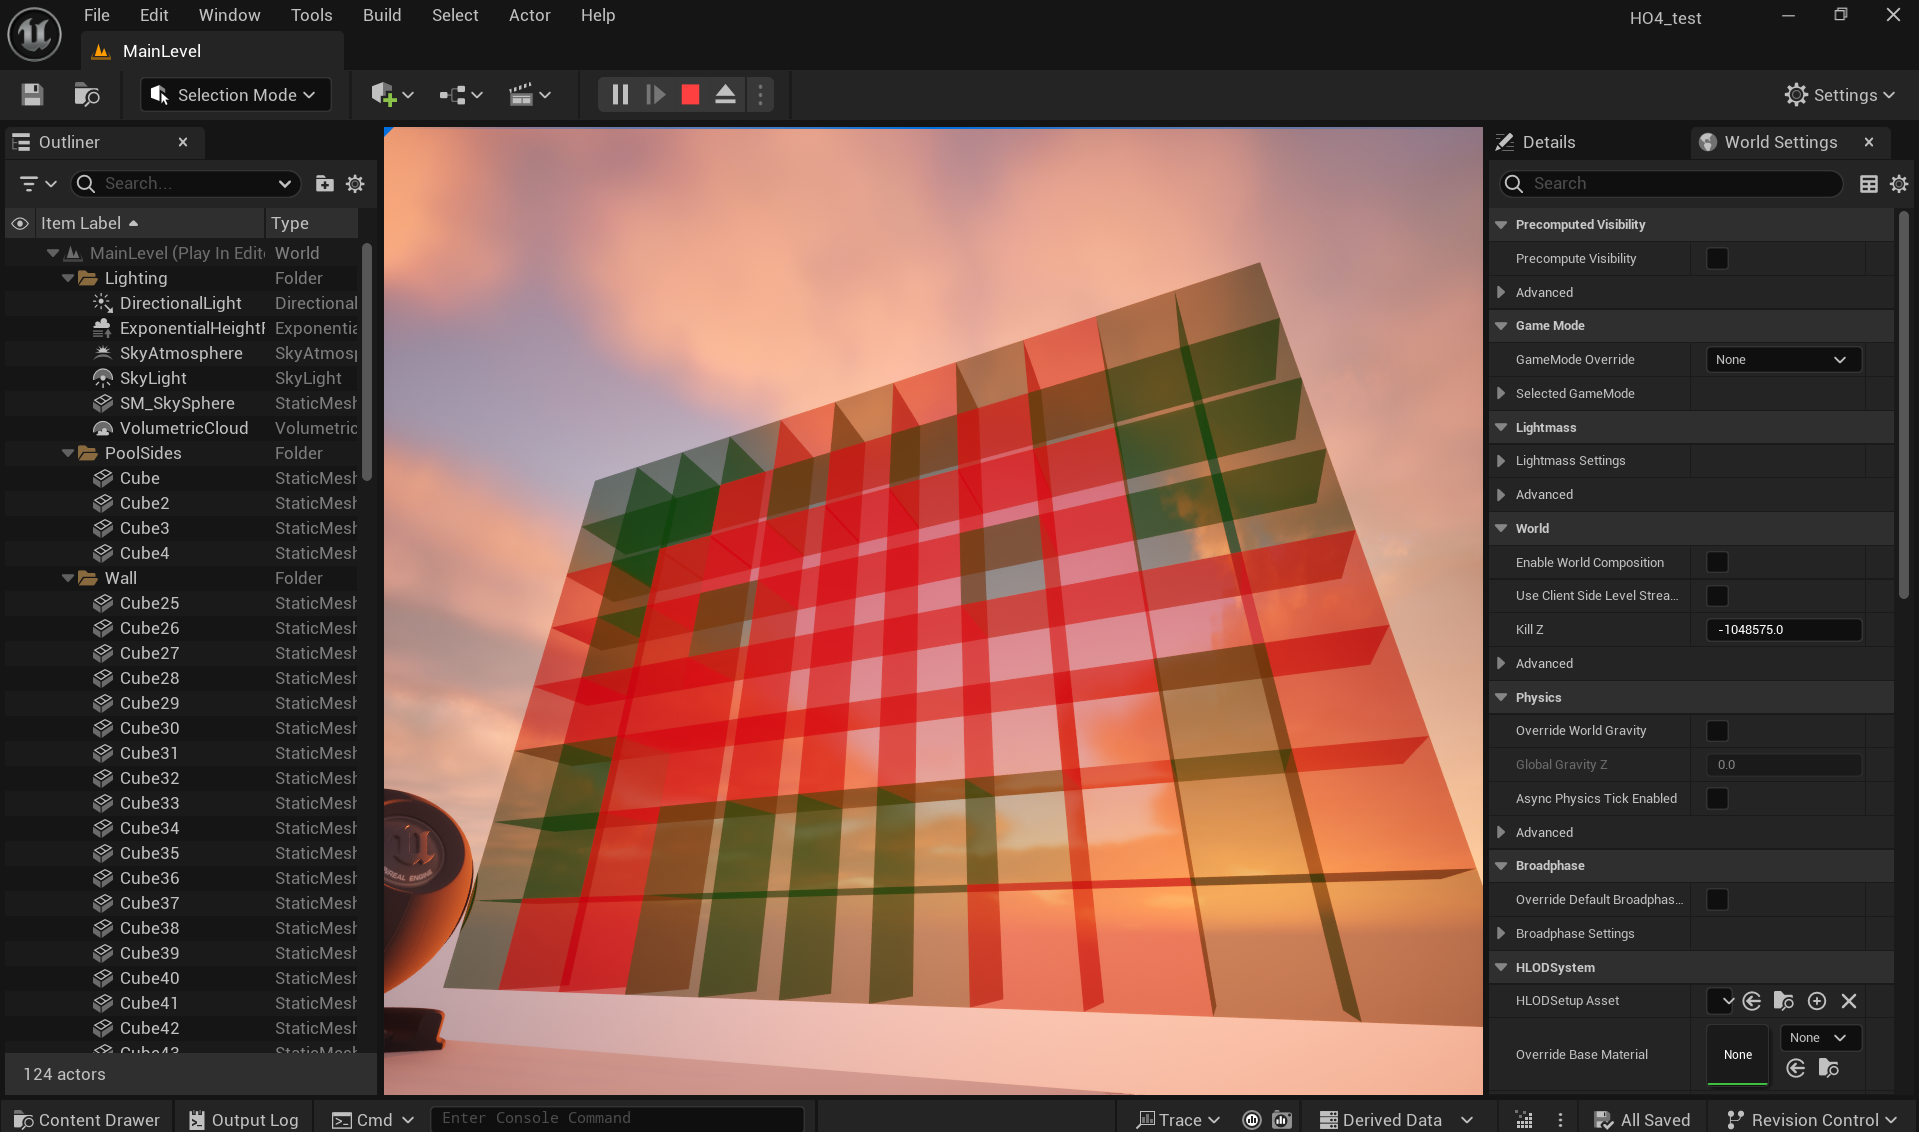 File Edit Window Tools Build Select Actor Help
HO4_test
MainLevel
Selection Mode
Settings
Outliner
Search...
Item Label Type
MainLevel (Play In Edit World
Lighting Folder
DirectionalLight Directional
ExponentialHeight Exponentia
SkyAtmosphere SkyAtmosp
SkyLight SkyLight
SM_SkySphere StaticMesh
VolumetricCloud Volumetric
PoolSides Folder
Cube StaticMesh
Cube2 StaticMesh
Cube3 StaticMesh
Cube4 StaticMesh
Wall Folder
Cube25 StaticMesh
Cube26 StaticMesh
Cube27 StaticMesh
Cube28 StaticMesh
Cube29 StaticMesh
Cube30 StaticMesh
Cube31 StaticMesh
Cube32 StaticMesh
Cube33 StaticMesh
Cube34 StaticMesh
Cube35 StaticMesh
Cube36 StaticMesh
Cube37 StaticMesh
Cube38 StaticMesh
Cube39 StaticMesh
Cube40 StaticMesh
Cube41 StaticMesh
Cube42 StaticMesh
Cube43 StaticMesh
124 actors
UNREAL ENGINE
Details
World Settings
Search
Precomputed Visibility
Precompute Visibility
Advanced
Game Mode
GameMode Override None
Selected GameMode
Lightmass
Lightmass Settings
Advanced
World
Enable World Composition
Use Client Side Level Strea...
Kill Z -1048575.0
Advanced
Physics
Override World Gravity
Global Gravity Z 0.0
Async Physics Tick Enabled
Advanced
Broadphase
Override Default Broadphas...
Broadphase Settings
HLODSystem
HLODSetup Asset
Override Base Material None None
Content Drawer Output Log Cmd Enter Console Command Trace Derived Data All Saved Revision Control